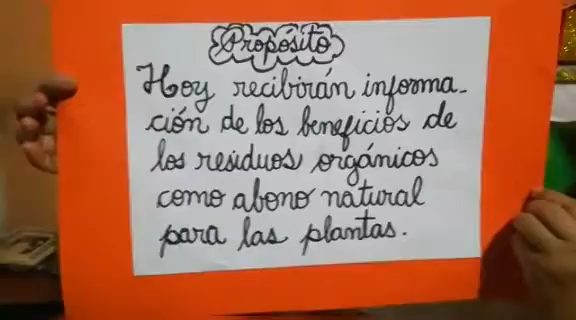 Propósito
Hoy recibirán informa-
ción de los beneficios de
los residuos orgánicos
como abono natural
para las plantas.